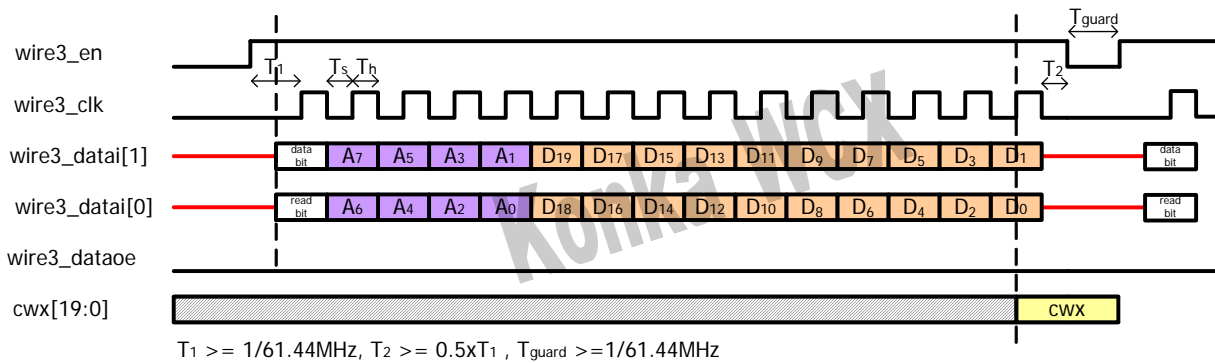 Tguard
wire3_en
T1 Ts Th T2
wire3_clk
wire3_datai[1] data bit A7 A5 A3 A1 D19 D17 D15 D13 D11 D9 D7 D5 D3 D1 data bit
wire3_datai[0] read bit A6 A4 A2 A0 D18 D16 D14 D12 D10 D8 D6 D4 D2 D0 read bit
Konka WCX
wire3_dataoe
cwx[19:0] cwx
T1 >= 1/61.44MHz, T2 >= 0.5xT1 , Tguard >=1/61.44MHz